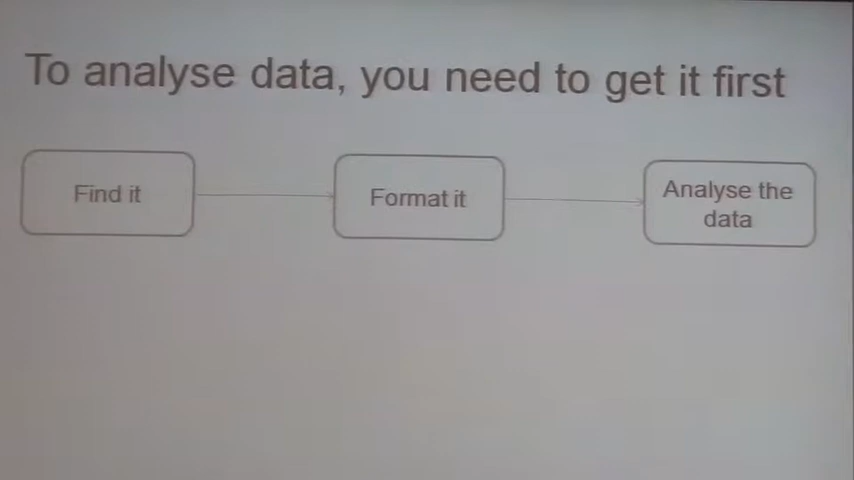 To analyse data, you need to get it first
Find it
Format it
Analyse the
data